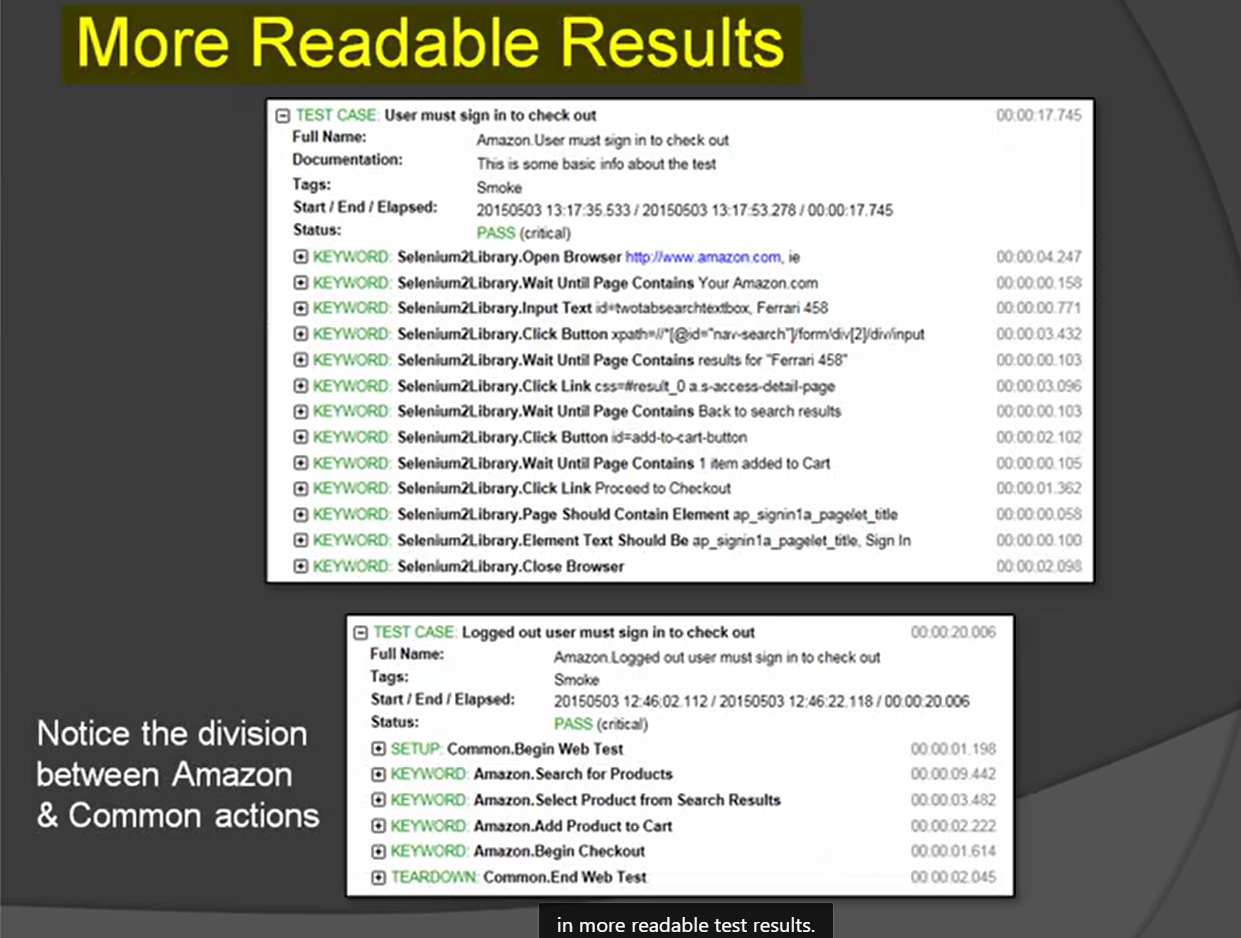 More Readable Results
TEST CASE: User must sign in to check out 00:00:17.745
Full Name: Amazon.User must sign in to check out
Documentation: This is some basic info about the test
Tags: Smoke
Start / End / Elapsed: 20150503 13:17:35.533 / 20150503 13:17:53.278 / 00:00:17.745
Status: PASS (critical)
KEYWORD: Selenium2Library.Open Browser http://www.amazon.com, ie 00:00:04.247
KEYWORD: Selenium2Library.Wait Until Page Contains Your Amazon.com 00:00:00.158
KEYWORD: Selenium2Library.Input Text id=twotabsearchtextbox, Ferrari 458 00:00:00.771
KEYWORD: Selenium2Library.Click Button xpath=//*[@id="nav-search"]/form/div[2]/div/input 00:00:03.432
KEYWORD: Selenium2Library.Wait Until Page Contains results for "Ferrari 458" 00:00:00.103
KEYWORD: Selenium2Library.Click Link css=#result_0 a.s-access-detail-page 00:00:03.096
KEYWORD: Selenium2Library.Wait Until Page Contains Back to search results 00:00:00.103
KEYWORD: Selenium2Library.Click Button id=add-to-cart-button 00:00:02.102
KEYWORD: Selenium2Library.Wait Until Page Contains 1 item added to Cart 00:00:00.105
KEYWORD: Selenium2Library.Click Link Proceed to Checkout 00:00:01.362
KEYWORD: Selenium2Library.Page Should Contain Element ap_signin1a_pagelet_title 00:00:00.058
KEYWORD: Selenium2Library.Element Text Should Be ap_signin1a_pagelet_title, Sign In 00:00:00.100
KEYWORD: Selenium2Library.Close Browser 00:00:02.098
TEST CASE: Logged out user must sign in to check out 00:00:20.006
Full Name: Amazon.Logged out user must sign in to check out
Tags: Smoke
Start / End / Elapsed: 20150503 12:46:02.112 / 20150503 12:46:22.118 / 00:00:20.006
Status: PASS (critical)
SETUP: Common.Begin Web Test 00:00:01.198
KEYWORD: Amazon.Search for Products 00:00:09.442
KEYWORD: Amazon.Select Product from Search Results 00:00:03.482
KEYWORD: Amazon.Add Product to Cart 00:00:02.222
KEYWORD: Amazon.Begin Checkout 00:00:01.614
TEARDOWN: Common.End Web Test 00:00:02.045
Notice the division
between Amazon
& Common actions
in more readable test results.